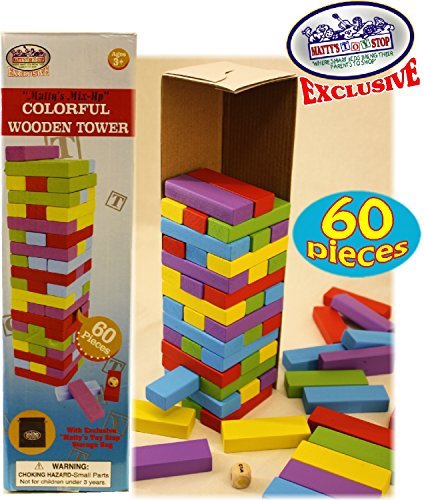 MATTY'S TOY STOP
EXCLUSIVE
Ages
3+
"Matty's Mix-Up"
COLORFUL
WOODEN TOWER
T
60
Pieces
With Exclusive
"Matty's Toy Stop"
Storage Bag
WARNING:
CHOKING HAZARD-Small Parts
Not for children under 3 years.
MATTY'S TOY STOP
"WHERE SMART KIDS BRING THEIR
PARENTS TO SHOP"
EXCLUSIVE
60
pieces